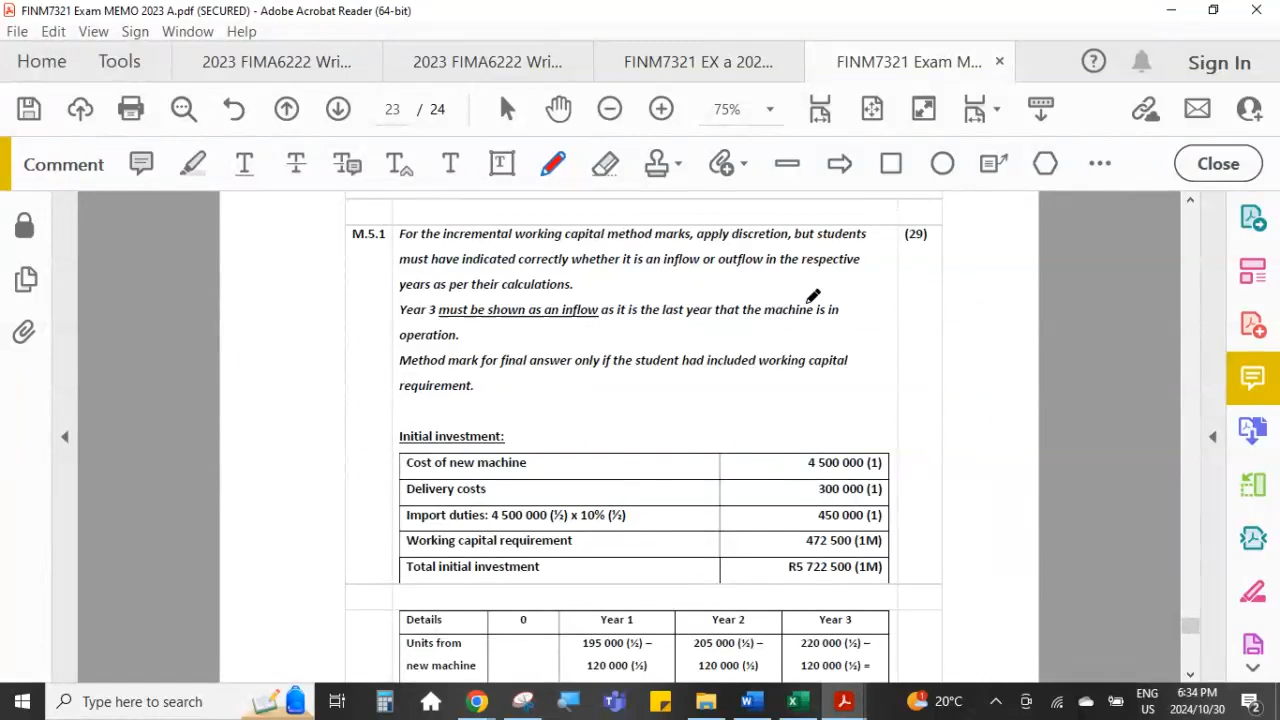 FINM7321 Exam MEMO 2023 A.pdf (SECURED) - Adobe Acrobat Reader (64-bit)
File Edit View Sign Window Help
Home Tools 2023 FIMA6222 Wri... 2023 FIMA6222 Wri... FINM7321 EX a 202... FINM7321 Exam M... × Sign In
23 / 24 75%
Comment Close
M.5.1 For the incremental working capital method marks, apply discretion, but students (29)
must have indicated correctly whether it is an inflow or outflow in the respective
years as per their calculations.
Year 3 must be shown as an inflow as it is the last year that the machine is in
operation.
Method mark for final answer only if the student had included working capital
requirement.
Initial investment:
Cost of new machine 4 500 000 (1)
Delivery costs 300 000 (1)
Import duties: 4 500 000 (½) x 10% (½) 450 000 (1)
Working capital requirement 472 500 (1M)
Total initial investment R5 722 500 (1M)
Details 0 Year 1 Year 2 Year 3
Units from 195 000 (½) – 205 000 (½) – 220 000 (½) –
new machine 120 000 (½) 120 000 (½) 120 000 (½) =
Type here to search 20°C ENG US 6:34 PM 2024/10/30 2